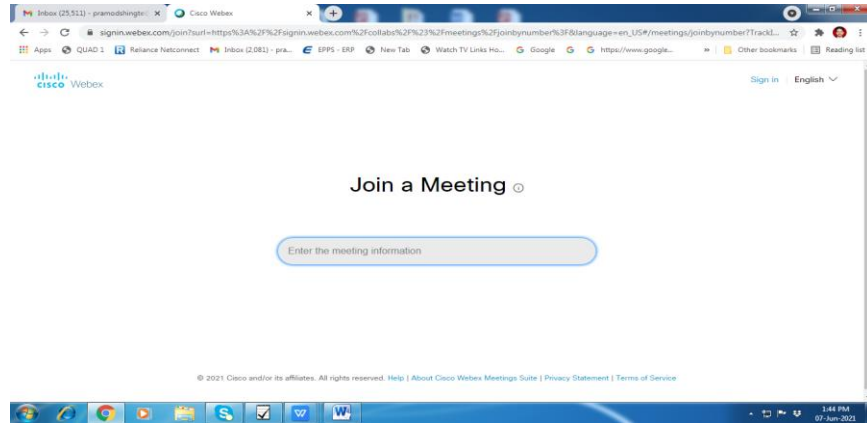 Inbox (25,511) - pramodshingte
Cisco Webex
signin.webex.com/join?surl=https%3A%2F%2Fsignin.webex.com%2Fcollabs%2F%23%2Fmeetings%2Fjoinbynumber%3F&language=en_US#/meetings/joinbynumber?TrackI...
Apps QUAD 1 Reliance Netconnect Inbox (2,081) - pra... EPPS - ERP New Tab Watch TV Links Ho... Google G https://www.google... » Other bookmarks Reading list
cisco Webex
Sign in English
Join a Meeting
Enter the meeting information
© 2021 Cisco and/or its affiliates. All rights reserved. Help | About Cisco Webex Meetings Suite | Privacy Statement | Terms of Service
1:44 PM
07-Jun-2021